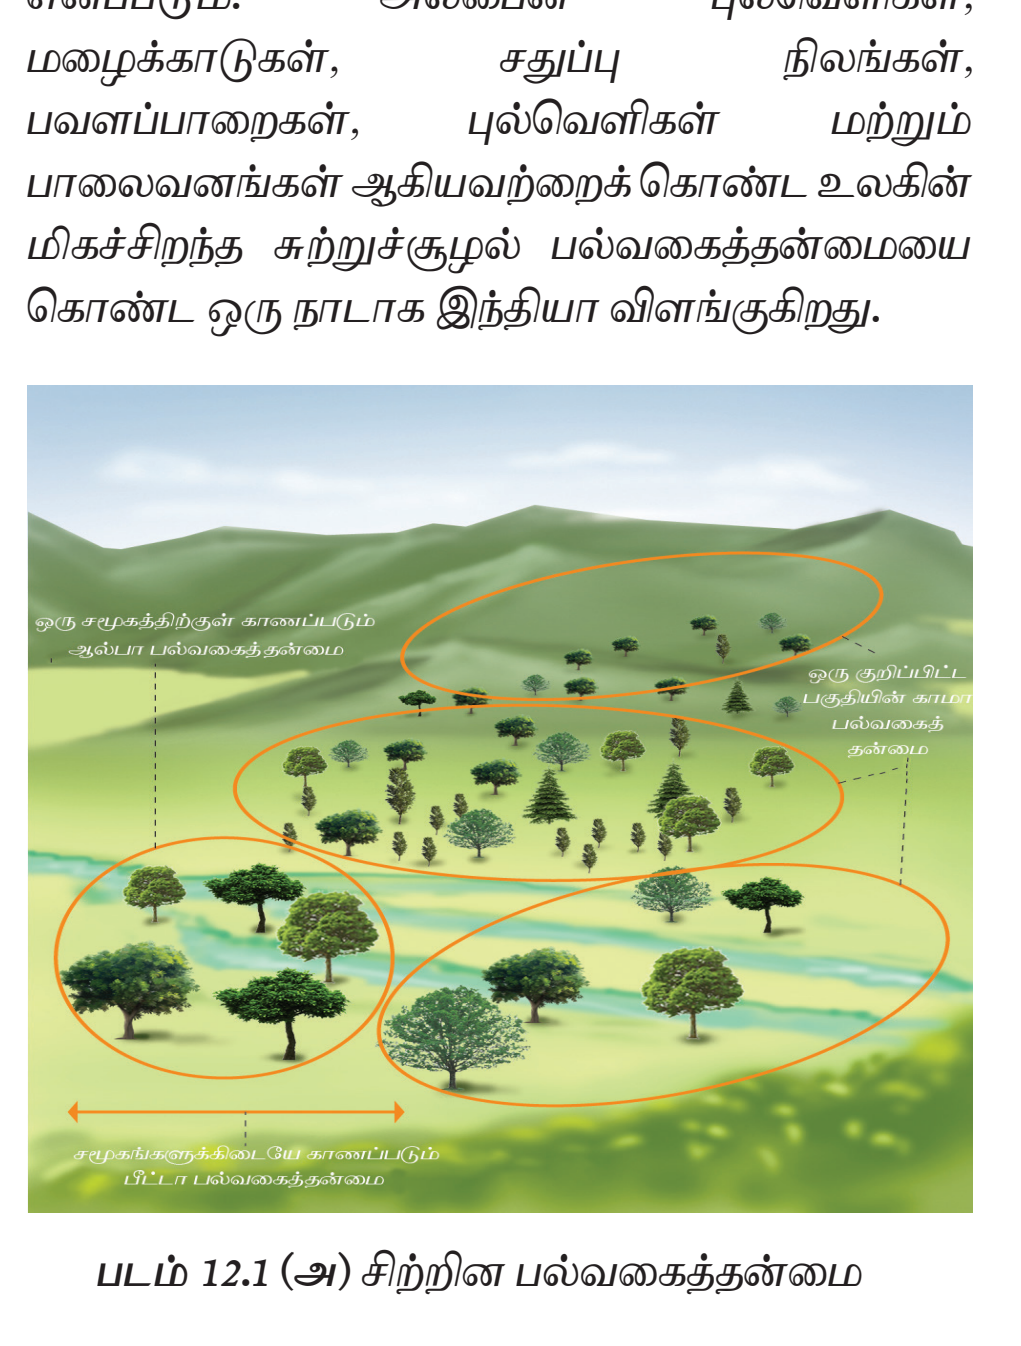 மழைக்காடுகள், சதுப்பு நிலங்கள்,
பவளப்பாறைகள், புல்வெளிகள் மற்றும்
பாலைவனங்கள் ஆகியவற்றைக் கொண்ட உலகின்
மிகச்சிறந்த சுற்றுச்சூழல் பல்வகைத்தன்மையை
கொண்ட ஒரு நாடாக இந்தியா விளங்குகிறது.
ஒரு சமூகத்திற்குள் காணப்படும்
ஆல்பா பல்வகைத்தன்மை
ஒரு குறிப்பிட்ட
பகுதியின் காமா
பல்வகைத்
தன்மை
சமூகங்களுக்கிடையே காணப்படும்
பீட்டா பல்வகைத்தன்மை
படம் 12.1 (அ) சிற்றின பல்வகைத்தன்மை